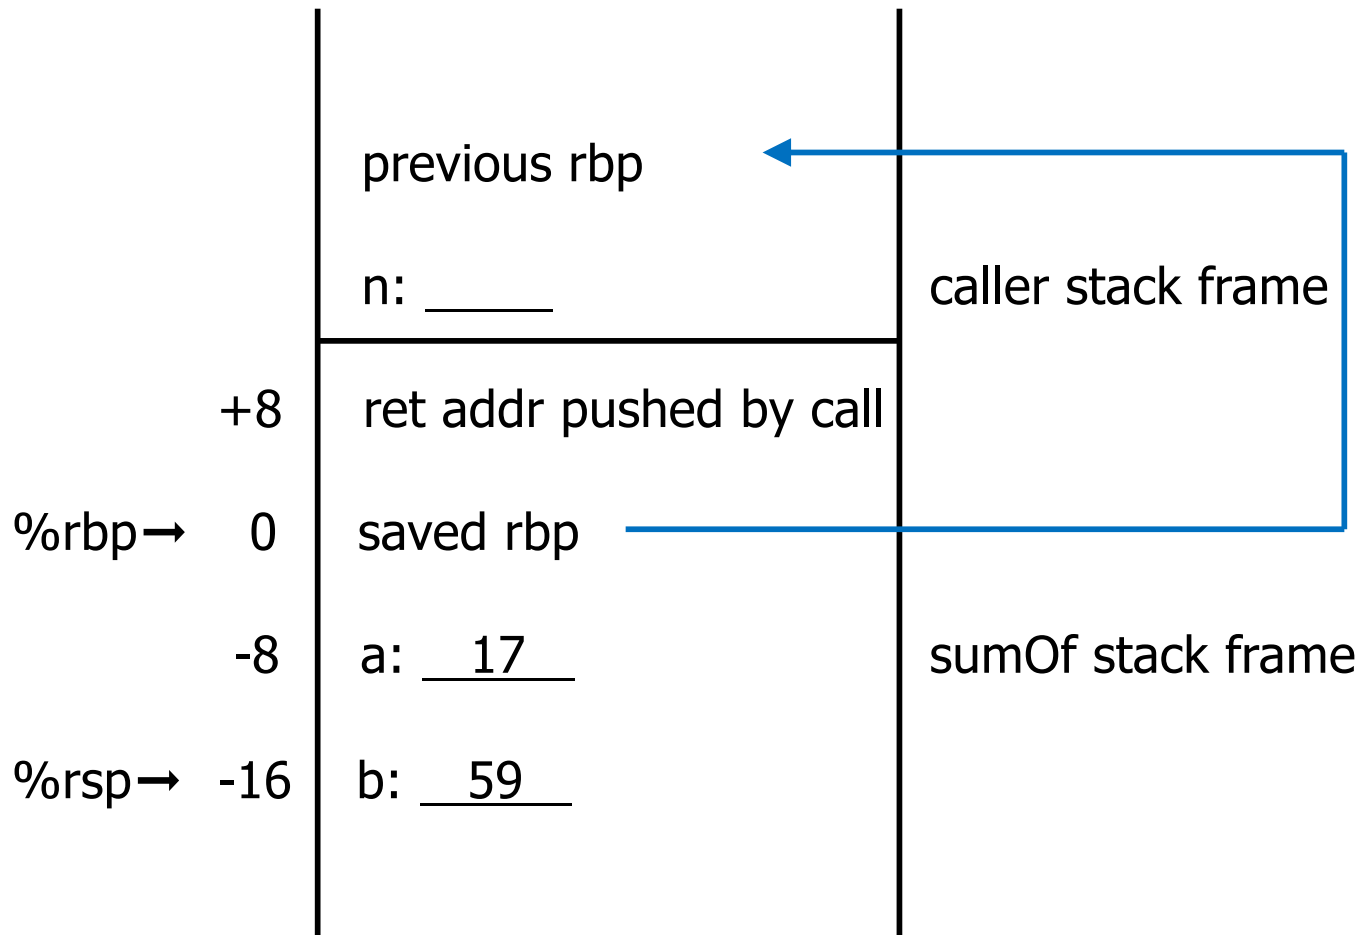 previous rbp
n: _____ caller stack frame
+8 ret addr pushed by call
%rbp→ 0 saved rbp
-8 a: 17 sumOf stack frame
%rsp→ -16 b: 59